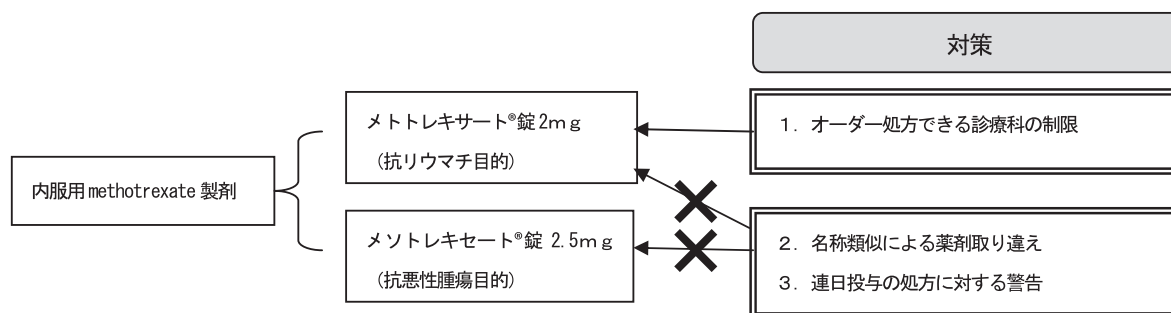 対策
メトトレキサート®錠2mg
(抗リウマチ目的)
1. オーダー処方できる診療科の制限
内服用methotrexate 製剤
メソトレキセート®錠 2.5mg
(抗悪性腫瘍目的)
2. 名称類似による薬剤取り違え
3. 連日投与の処方に対する警告